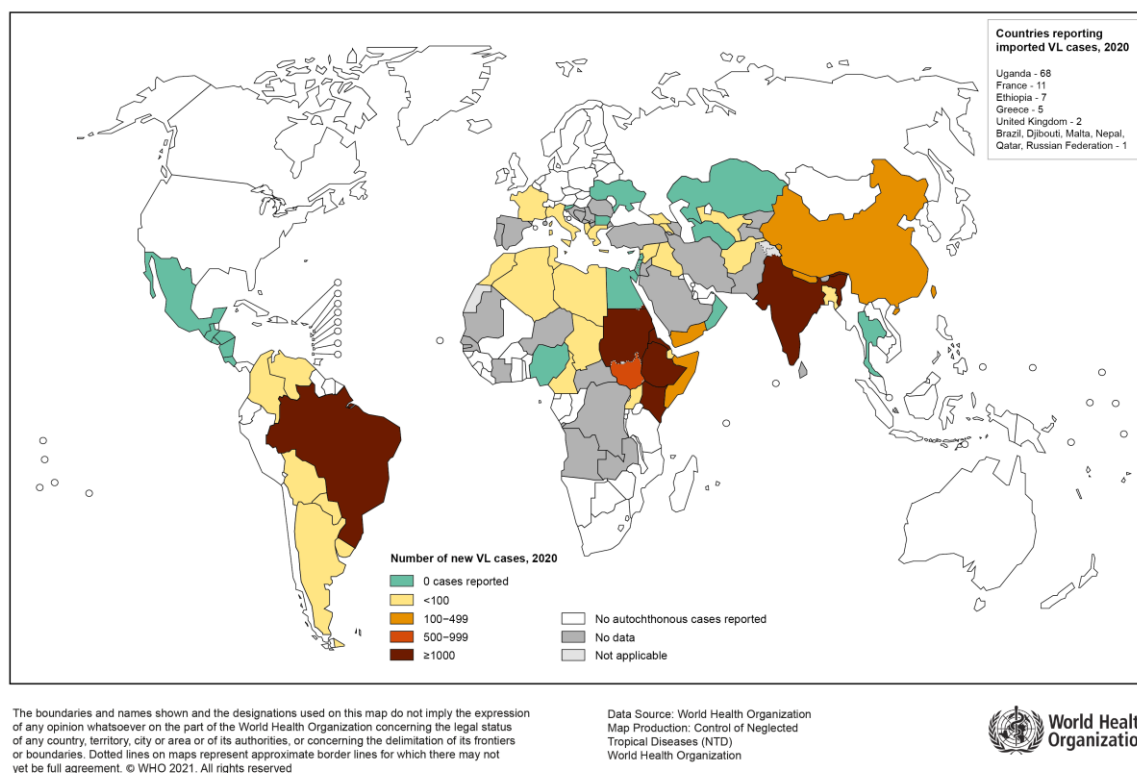 Countries reporting
imported VL cases, 2020
Uganda - 68
France - 11
Ethiopia - 7
Greece - 5
United Kingdom - 2
Brazil, Djibouti, Malta, Nepal,
Qatar, Russian Federation - 1
Number of new VL cases, 2020
0 cases reported
<100
100–499
500–999
≥1000
No autochthonous cases reported
No data
Not applicable
The boundaries and names shown and the designations used on this map do not imply the expression
of any opinion whatsoever on the part of the World Health Organization concerning the legal status
of any country, territory, city or area or of its authorities, or concerning the delimitation of its frontiers
or boundaries. Dotted lines on maps represent approximate border lines for which there may not
yet be full agreement. © WHO 2021. All rights reserved
Data Source: World Health Organization
Map Production: Control of Neglected
Tropical Diseases (NTD)
World Health Organization
World Healt
Organizatio